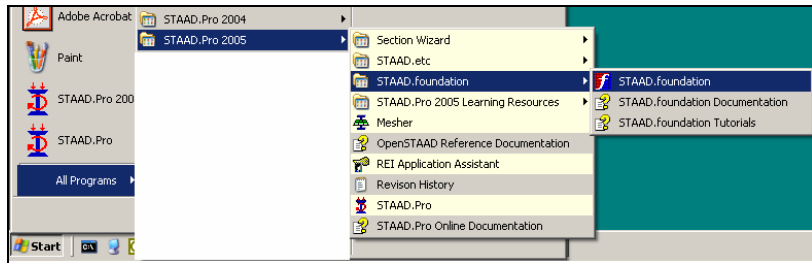 Adobe Acrobat
Paint
STAAD.Pro 200
STAAD.Pro
All Programs
Start
STAAD.Pro 2004
STAAD.Pro 2005
Section Wizard
STAAD.etc
STAAD.foundation
STAAD.Pro 2005 Learning Resources
Mesher
OpenSTAAD Reference Documentation
REI Application Assistant
Revison History
STAAD.Pro
STAAD.Pro Online Documentation
STAAD.foundation
STAAD.foundation Documentation
STAAD.foundation Tutorials